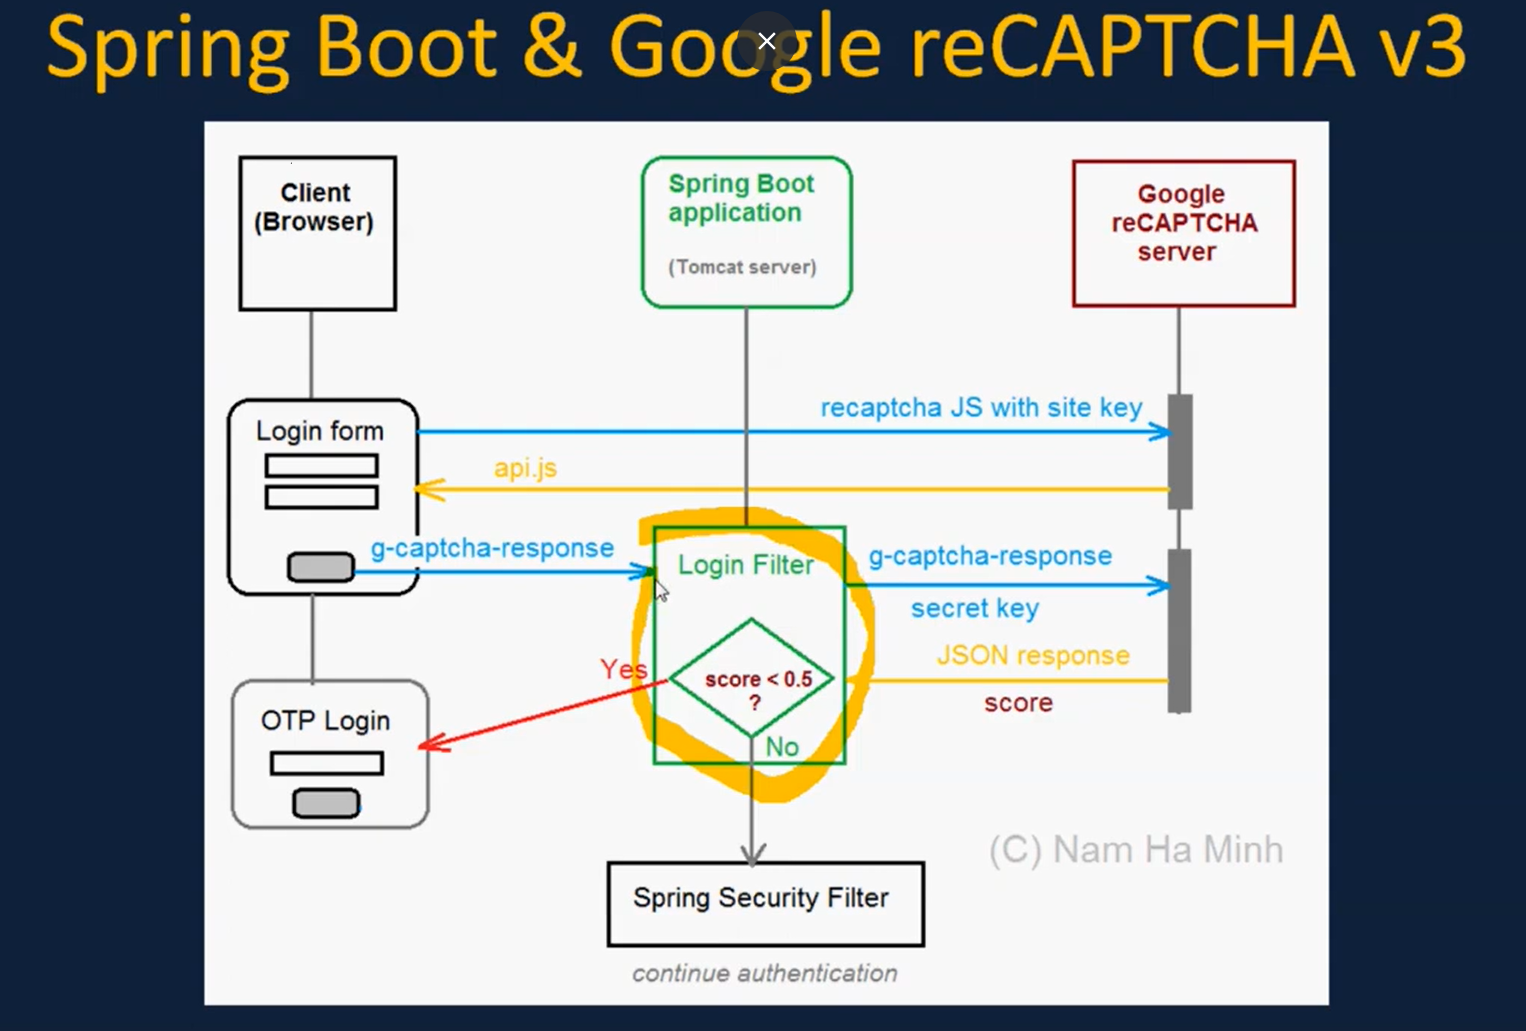 Spring Boot & Google reCAPTCHA v3
Client
(Browser)
Spring Boot
application
(Tomcat server)
Google
reCAPTCHA
server
recaptcha JS with site key
Login form
api.js
g-captcha-response
Login Filter
g-captcha-response
secret key
JSON response
score
Yes
score < 0.5
?
No
OTP Login
(C) Nam Ha Minh
Spring Security Filter
continue authentication